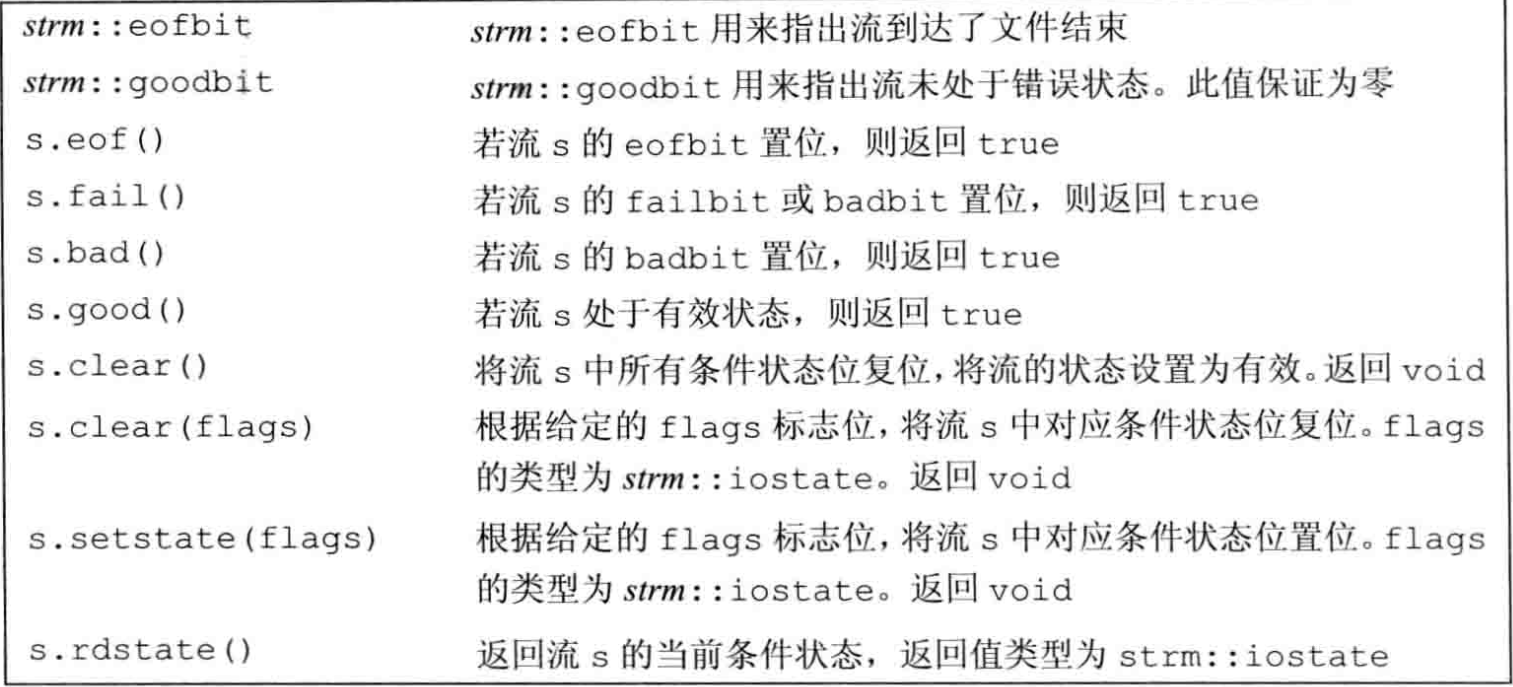 strm::eofbit strm::eofbit 用来指出流到达了文件结束
strm::goodbit strm::goodbit 用来指出流未处于错误状态。此值保证为零
s.eof() 若流 s 的 eofbit 置位，则返回 true
s.fail() 若流 s 的 failbit 或 badbit 置位，则返回 true
s.bad() 若流 s 的 badbit 置位，则返回 true
s.good() 若流 s 处于有效状态，则返回 true
s.clear() 将流 s 中所有条件状态位复位，将流的状态设置为有效。返回 void
s.clear(flags) 根据给定的 flags 标志位，将流 s 中对应条件状态位复位。flags
的类型为 strm::iostate。返回 void
s.setstate(flags) 根据给定的 flags 标志位，将流 s 中对应条件状态位置位。flags
的类型为 strm::iostate。返回 void
s.rdstate() 返回流 s 的当前条件状态，返回值类型为 strm::iostate